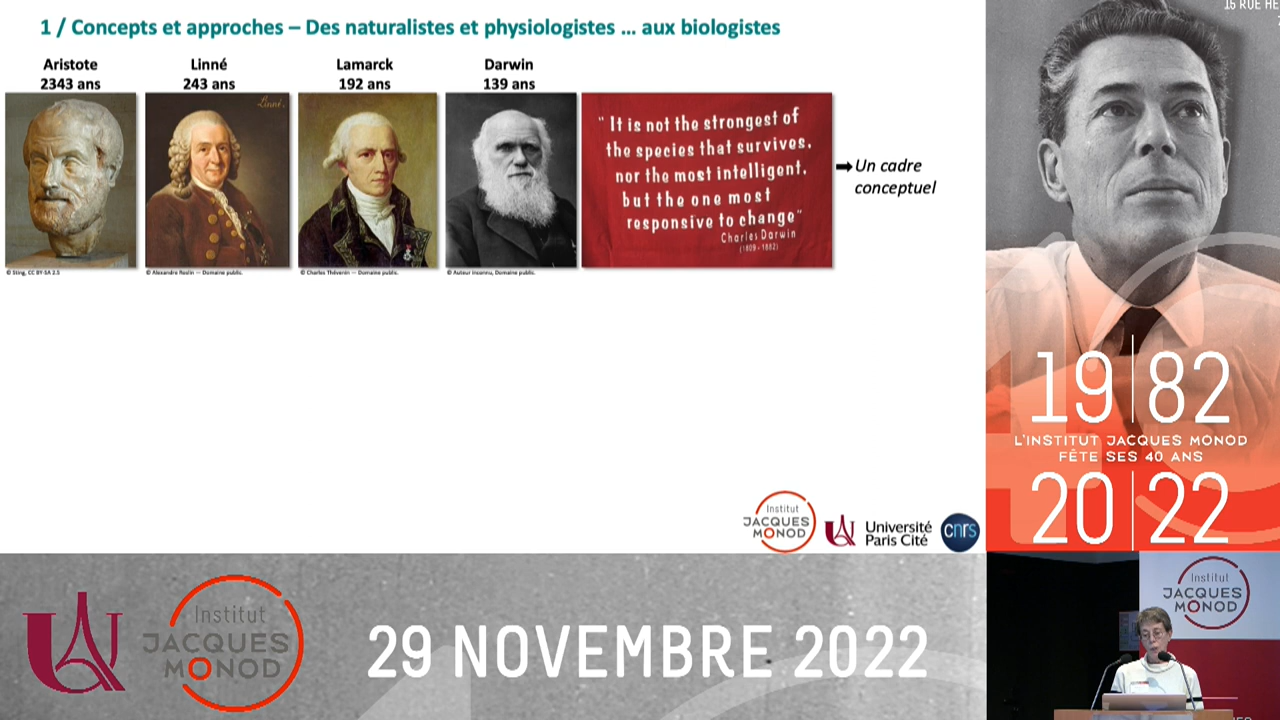 1 / Concepts et approches – Des naturalistes et physiologistes ... aux biologistes
Aristote
2343 ans
Linné
243 ans
Lamarck
192 ans
Darwin
139 ans
Linné.
" It is not the strongest of
the species that survives.
nor the most intelligent.
but the one most
responsive to change"
Charles Darwin
(1809 - 1882)
➡Un cadre
conceptuel
© Sting, CC BY-SA 2.5
© Alexandre Roslin — Domaine public.
© Charles Thévenin — Domaine public.
© Auteur inconnu, Domaine public.
Institut
JACQUES
MONOD
Université
Paris Cité
cnrs
15 RUE HE
19|82
L'INSTITUT JACQUES MONOD
FÊTE SES 40 ANS
20|22
Institut
JACQUES
MONOD
29 NOVEMBRE 2022
Institut
JACQUES
MONOD